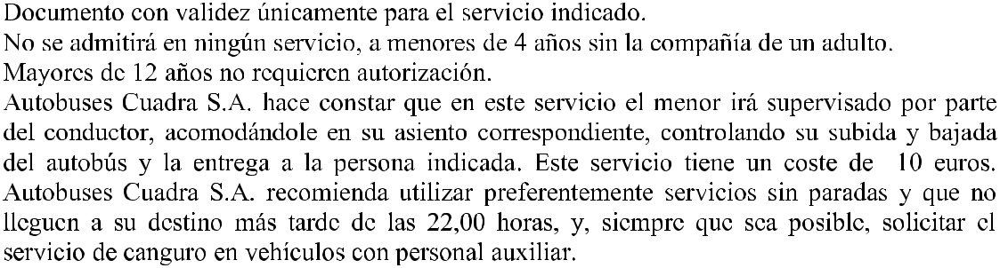 Documento con validez únicamente para el servicio indicado.
No se admitirá en ningún servicio, a menores de 4 años sin la compañía de un adulto.
Mayores de 12 años no requieren autorización.
Autobuses Cuadra S.A. hace constar que en este servicio el menor irá supervisado por parte
del conductor, acomodándole en su asiento correspondiente, controlando su subida y bajada
del autobús y la entrega a la persona indicada. Este servicio tiene un coste de 10 euros.
Autobuses Cuadra S.A. recomienda utilizar preferentemente servicios sin paradas y que no
lleguen a su destino más tarde de las 22,00 horas, y, siempre que sea posible, solicitar el
servicio de canguro en vehículos con personal auxiliar.